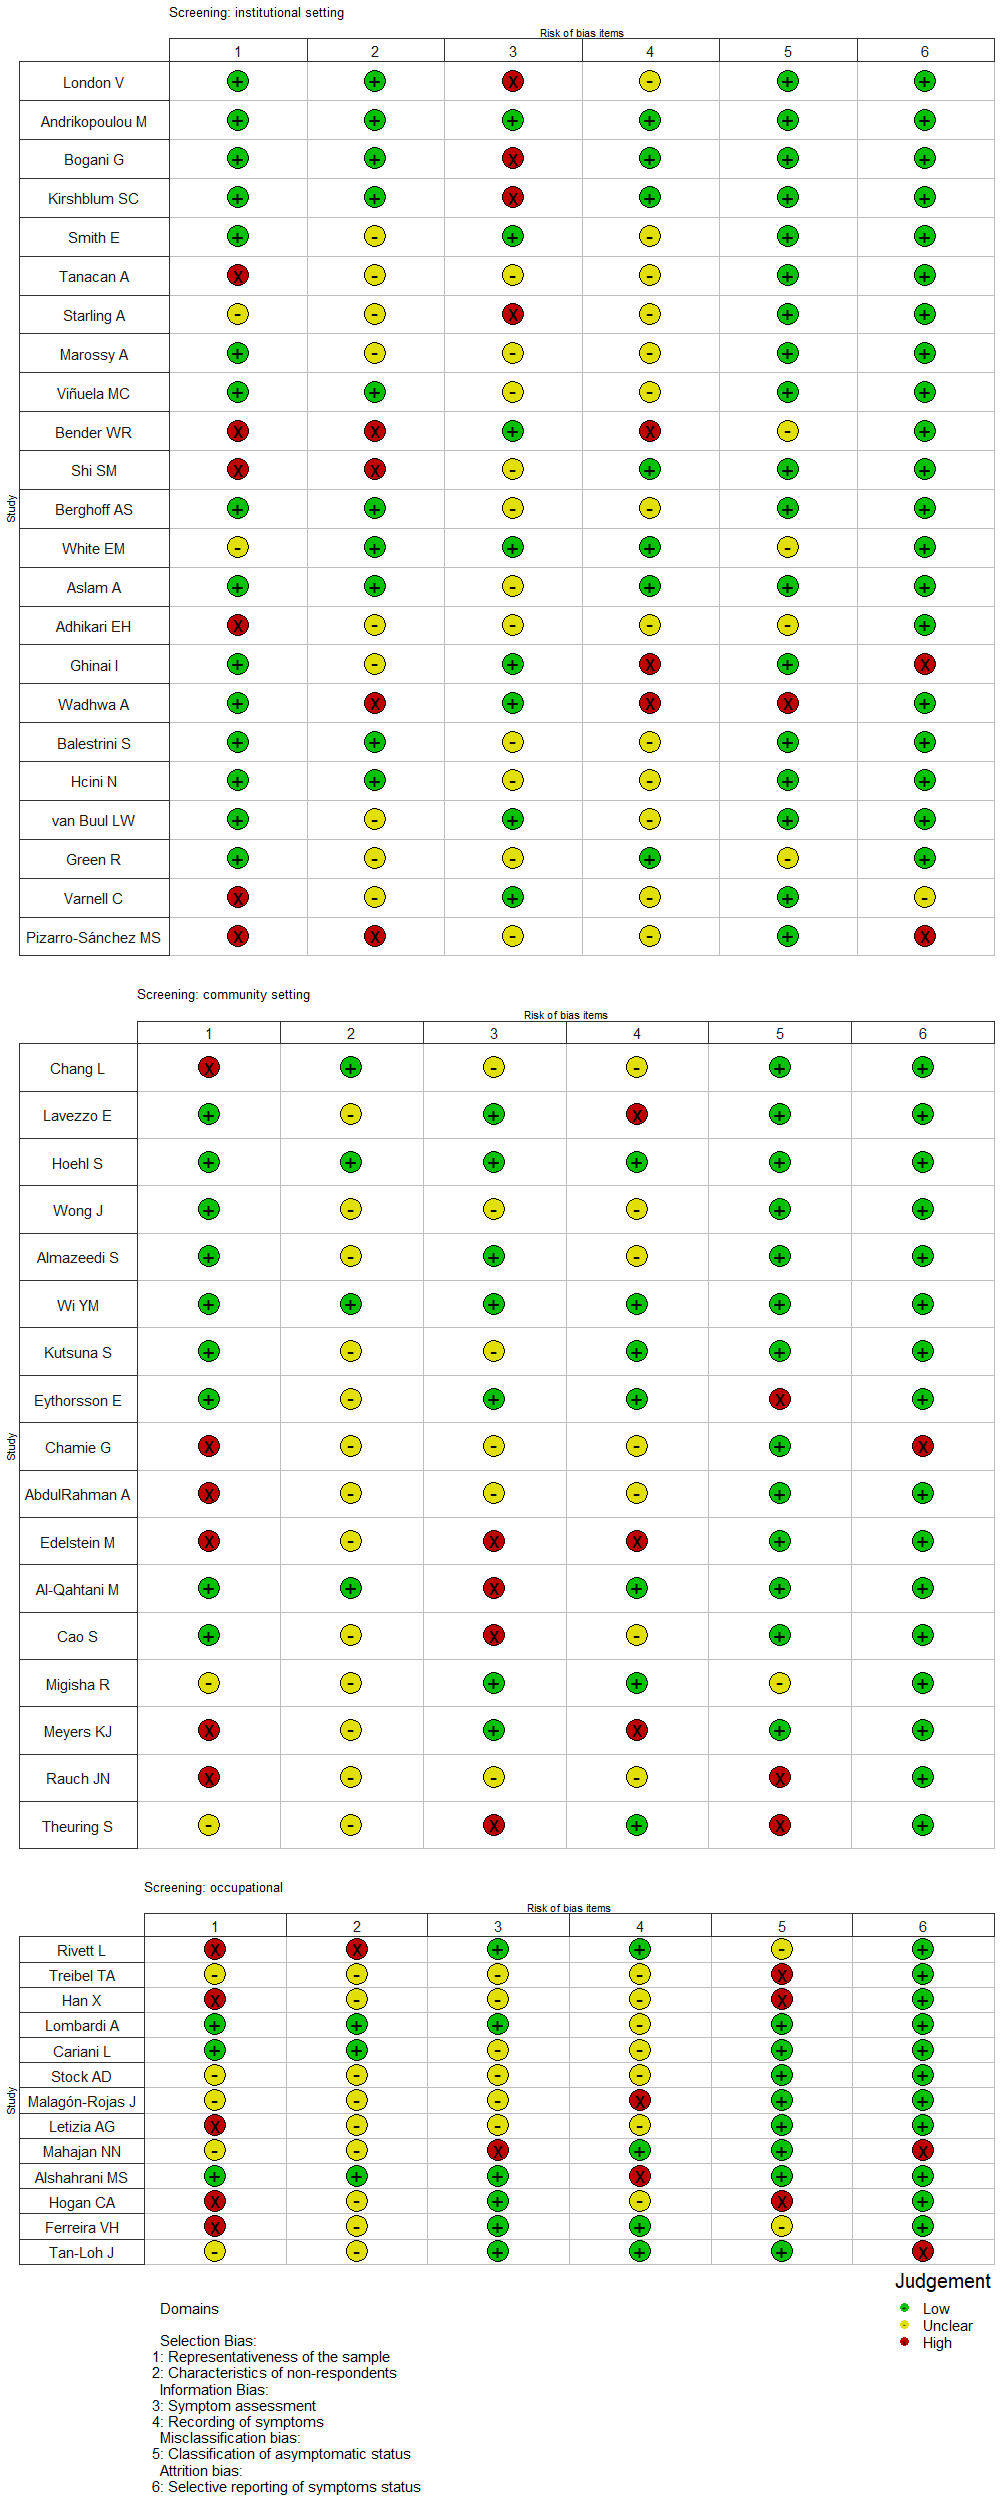 Screening: institutional setting
Risk of bias items
1 2 3 4 5 6
Study
London V + + X - + +
Andrikopoulou M + + + + + +
Bogani G + + X + + +
Kirshblum SC + + X + + +
Smith E + - + - + +
Tanacan A X - - - + +
Starling A - - X - + +
Marossy A + - - - + +
Viñuela MC + + - - + +
Bender WR X X + X - +
Shi SM X X - + + +
Berghoff AS + + - - + +
White EM - + + + - +
Aslam A + + - + + +
Adhikari EH X - - - - +
Ghinai I + - + X + X
Wadhwa A + X + X X +
Balestrini S + + - - + +
Hcini N + + - - + +
van Buul LW + - + - + +
Green R + - - + - +
Varnell C X - + - + -
Pizarro-Sánchez MS X X - - + X
Screening: community setting
Risk of bias items
1 2 3 4 5 6
Study
Chang L X + - - + +
Lavezzo E + - + X + +
Hoehl S + + + + + +
Wong J + - - - + +
Almazeedi S + - + - + +
Wi YM + + + + + +
Kutsuna S + - - + + +
Eythorsson E + - + + X +
Chamie G X - - - + X
AbdulRahman A X - - - + +
Edelstein M X - X X + +
Al-Qahtani M + + X + + +
Cao S + - X - + +
Migisha R - - + + - +
Meyers KJ X - + X + +
Rauch JN X - - - X +
Theuring S - - X + X +
Screening: occupational
Risk of bias items
1 2 3 4 5 6
Study
Rivett L X X + + - +
Treibel TA - - - - X +
Han X X - - - X +
Lombardi A + + + - + +
Cariani L + + - - + +
Stock AD - - - - + +
Malagón-Rojas J - - - X + +
Letizia AG X - - - + +
Mahajan NN - - X + + X
Alshahrani MS + + + X + +
Hogan CA X - + - X +
Ferreira VH X - + + - +
Tan-Loh J - - + + + X
Judgement
Low
Unclear
High
Domains
Selection Bias:
1: Representativeness of the sample
2: Characteristics of non-respondents
Information Bias:
3: Symptom assessment
4: Recording of symptoms
Misclassification bias:
5: Classification of asymptomatic status
Attrition bias:
6: Selective reporting of symptoms status